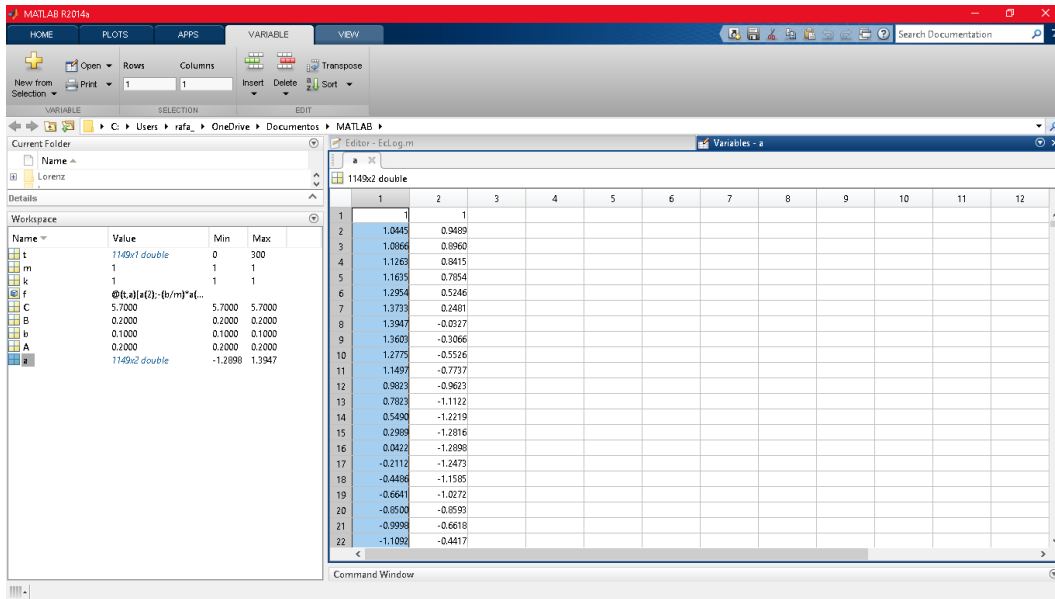 MATLAB R2014a
HOME PLOTS APPS VARIABLE VIEW
Search Documentation
New from Selection
Open
Print
Rows Columns
1 1
Insert Delete
Transpose
Sort
VARIABLE SELECTION EDIT
C: Users rafa_ OneDrive Documentos MATLAB
Current Folder
Name
Lorenz
Details
Workspace
Name Value Min Max
t 1149x1 double 0 300
m 1 1 1
k 1 1 1
f @(t,a)[a(2);-(b/m)*a(...
C 5.7000 5.7000 5.7000
B 0.2000 0.2000 0.2000
b 0.1000 0.1000 0.1000
A 0.2000 0.2000 0.2000
a 1149x2 double -1.2898 1.3947
Editor - EcLog.m
Variables - a
a
1149x2 double
1 2 3 4 5 6 7 8 9 10 11 12
1 1 1
2 1.0445 0.9489
3 1.0866 0.8960
4 1.1263 0.8415
5 1.1635 0.7854
6 1.2954 0.5246
7 1.3733 0.2481
8 1.3947 -0.0327
9 1.3603 -0.3066
10 1.2775 -0.5526
11 1.1497 -0.7737
12 0.9823 -0.9623
13 0.7823 -1.1122
14 0.5490 -1.2219
15 0.2989 -1.2816
16 0.0422 -1.2898
17 -0.2112 -1.2473
18 -0.4486 -1.1585
19 -0.6641 -1.0272
20 -0.8500 -0.8593
21 -0.9998 -0.6618
22 -1.1092 -0.4417
Command Window